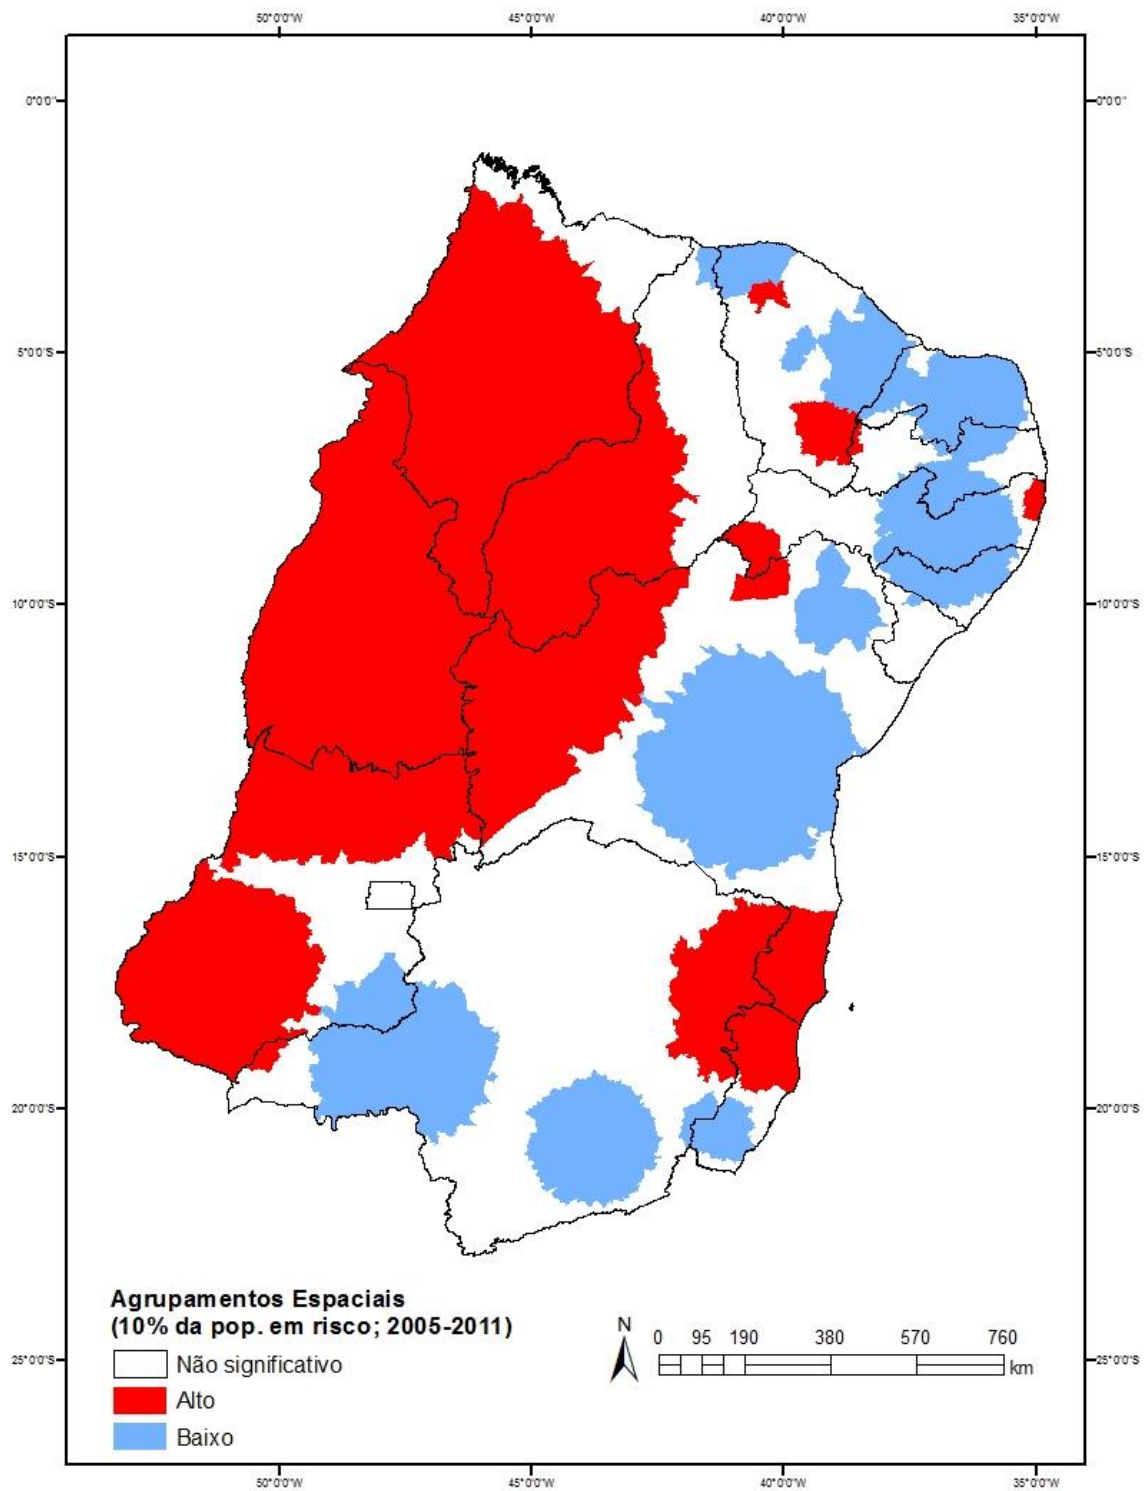 50°0'0"W 45°0'0"W 40°0'0"W 35°0'0"W
0°0'0" 0°0'0"
5°0'0"S 5°0'0"S
10°0'0"S 10°0'0"S
15°0'0"S 15°0'0"S
20°0'0"S 20°0'0"S
Agrupamentos Espaciais
(10% da pop. em risco; 2005-2011)
Não significativo
Alto
Baixo
N
0 95 190 380 570 760
km
25°0'0"S 25°0'0"S
50°0'0"W 45°0'0"W 40°0'0"W 35°0'0"W